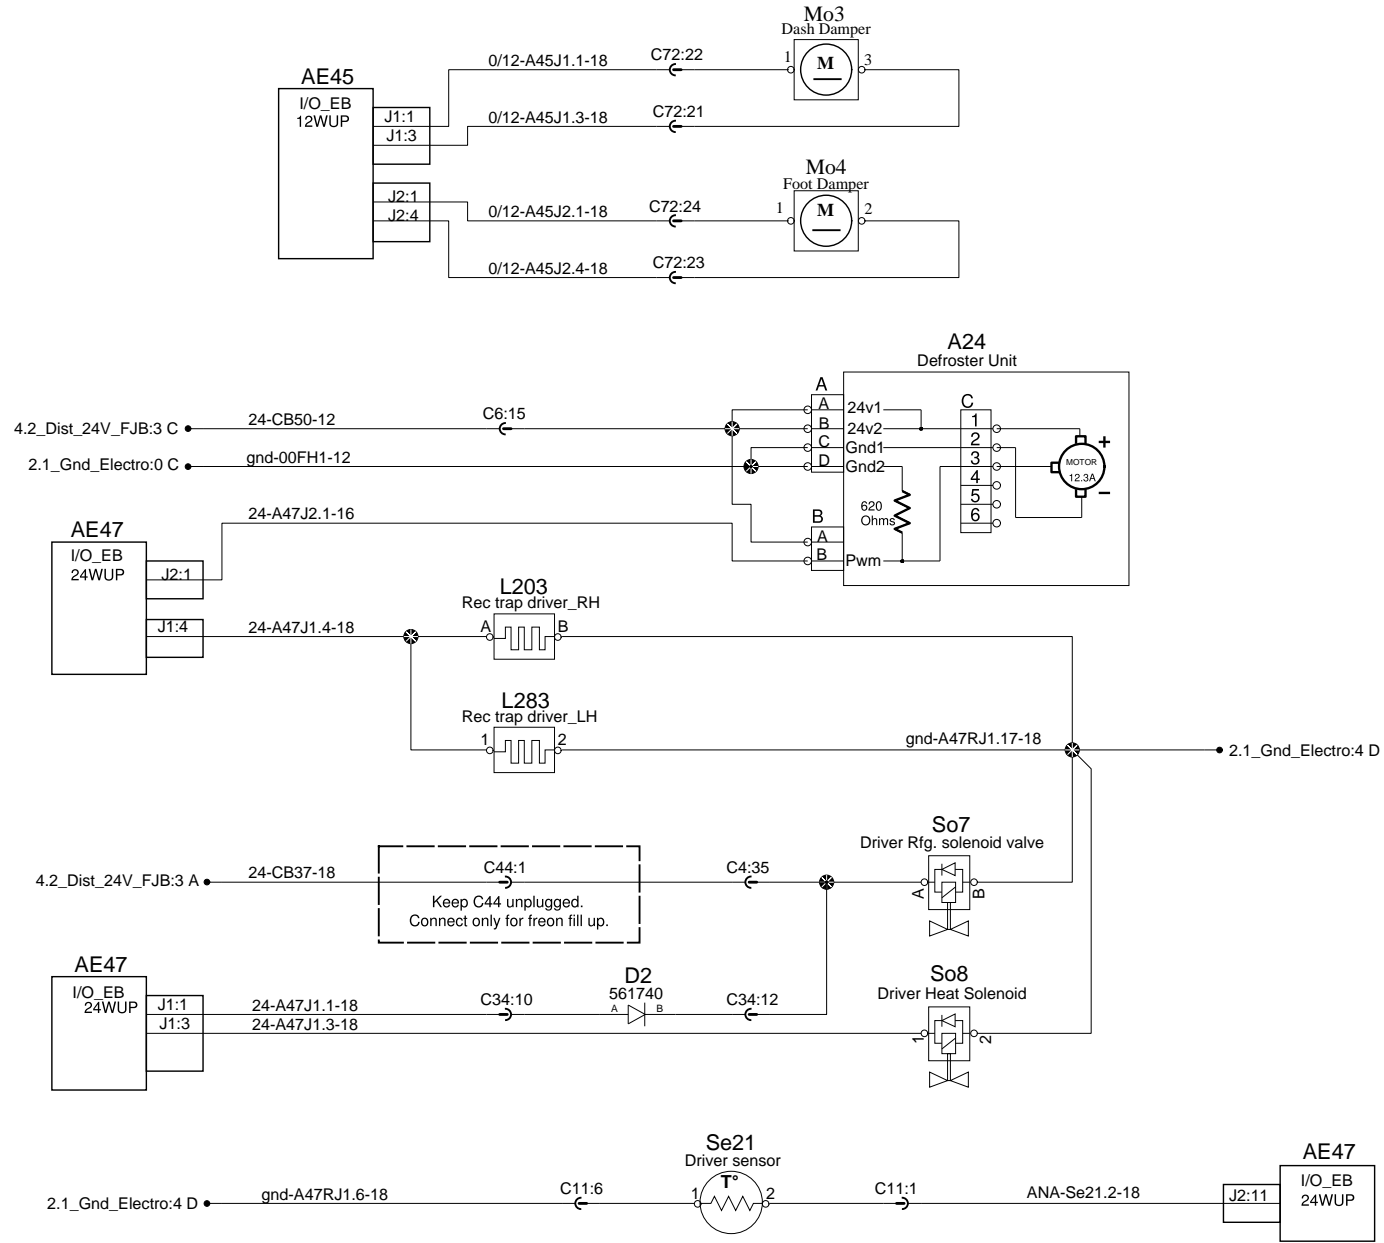 Mo3
Dash Damper
AE45
I/O_EB
12WUP
J1:1
J1:3
J2:1
J2:4
0/12-A45J1.1-18
C72:22
1
M
3
0/12-A45J1.3-18
C72:21
Mo4
Foot Damper
0/12-A45J2.1-18
C72:24
1
M
2
0/12-A45J2.4-18
C72:23
A24
Defroster Unit
4.2_Dist_24V_FJB:3 C
24-CB50-12
C6:15
2.1_Gnd_Electro:0 C
gnd-00FH1-12
A
A
B
C
D
24v1
24v2
Gnd1
Gnd2
620
Ohms
B
A
B
Pwm
C
1
2
3
4
5
6
MOTOR
12.3A
+
−
AE47
I/O_EB
24WUP
J2:1
J1:4
24-A47J2.1-16
24-A47J1.4-18
L203
Rec trap driver_RH
A
B
L283
Rec trap driver_LH
1
2
gnd-A47RJ1.17-18
2.1_Gnd_Electro:4 D
4.2_Dist_24V_FJB:3 A
24-CB37-18
C44:1
Keep C44 unplugged.
Connect only for freon fill up.
C4:35
So7
Driver Rfg. solenoid valve
A
B
AE47
I/O_EB
24WUP
J1:1
J1:3
24-A47J1.1-18
24-A47J1.3-18
C34:10
D2
561740
A
B
C34:12
So8
Driver Heat Solenoid
1
2
2.1_Gnd_Electro:4 D
gnd-A47RJ1.6-18
C11:6
Se21
Driver sensor
T°
1
2
C11:1
ANA-Se21.2-18
AE47
I/O_EB
24WUP
J2:11